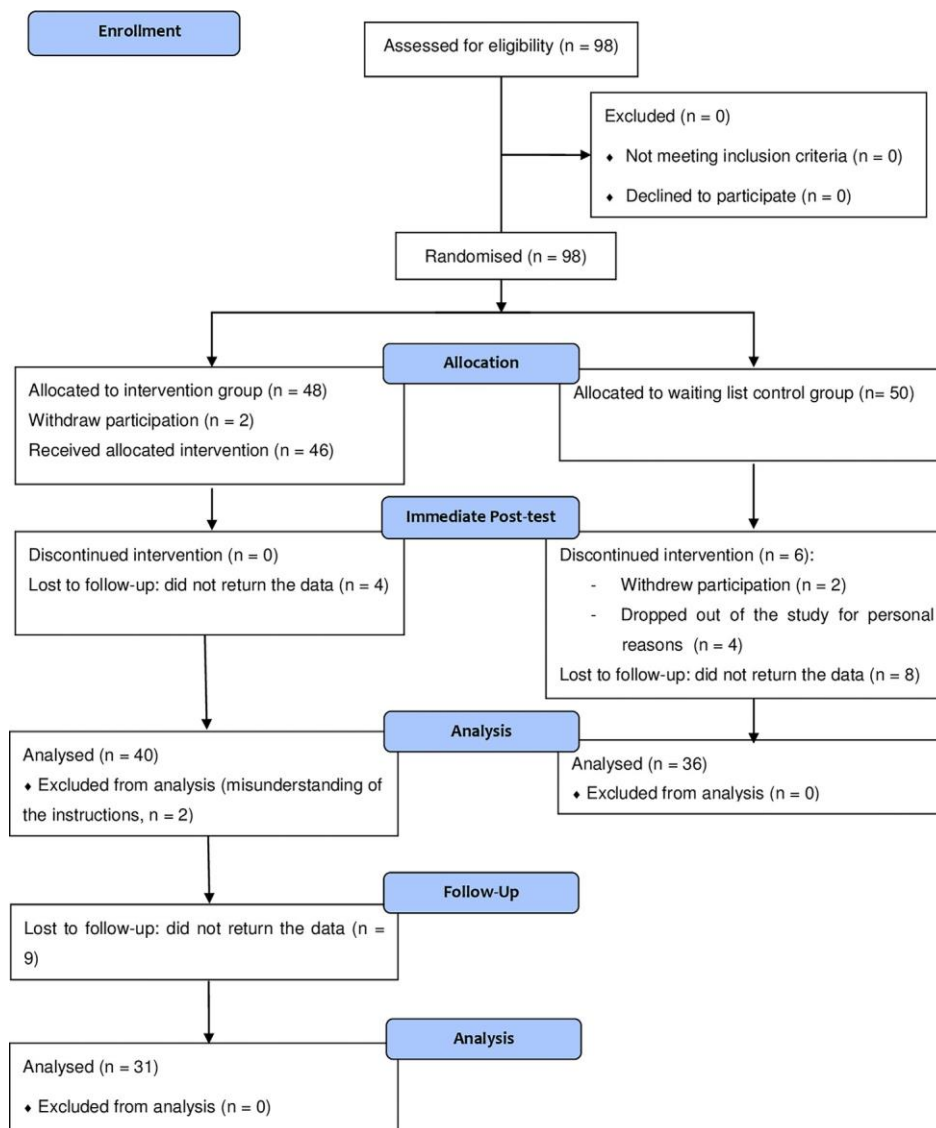 Enrollment
Assessed for eligibility (n = 98)
Excluded (n = 0)
⬧ Not meeting inclusion criteria (n = 0)
⬧ Declined to participate (n = 0)
Randomised (n = 98)
Allocation
Allocated to intervention group (n = 48)
Withdraw participation (n = 2)
Received allocated intervention (n = 46)
Allocated to waiting list control group (n= 50)
Immediate Post-test
Discontinued intervention (n = 0)
Lost to follow-up: did not return the data (n = 4)
Discontinued intervention (n = 6):
- Withdrew participation (n = 2)
- Dropped out of the study for personal
reasons (n = 4)
Lost to follow-up: did not return the data (n = 8)
Analysis
Analysed (n = 40)
⬧ Excluded from analysis (misunderstanding of
the instructions, n = 2)
Analysed (n = 36)
⬧ Excluded from analysis (n = 0)
Follow-Up
Lost to follow-up: did not return the data (n =
9)
Analysis
Analysed (n = 31)
⬧ Excluded from analysis (n = 0)